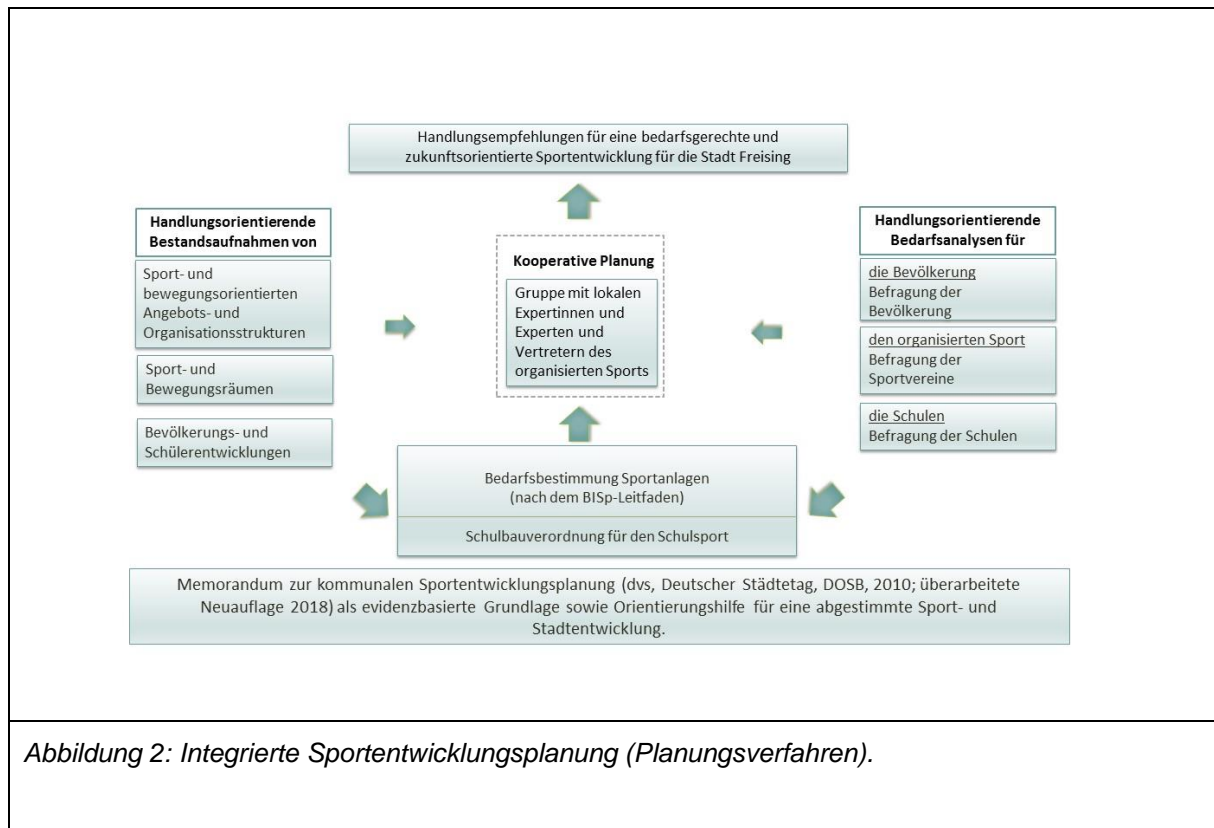 Handlungsempfehlungen für eine bedarfsgerechte und
zukunftsorientierte Sportentwicklung für die Stadt Freising
Handlungsorientierende
Bestandsaufnahmen von
Sport- und
bewegungsorientierten
Angebots- und
Organisationsstrukturen
Sport- und
Bewegungsräumen
Bevölkerungs- und
Schülerentwicklungen
Kooperative Planung
Gruppe mit lokalen
Expertinnen und
Experten und
Vertretern des
organisierten Sports
Handlungsorientierende
Bedarfsanalysen für
die Bevölkerung
Befragung der
Bevölkerung
den organisierten Sport
Befragung der
Sportvereine
die Schulen
Befragung der Schulen
Bedarfsbestimmung Sportanlagen
(nach dem BISp-Leitfaden)
Schulbauverordnung für den Schulsport
Memorandum zur kommunalen Sportentwicklungsplanung (dvs, Deutscher Städtetag, DOSB, 2010; überarbeitete
Neuauflage 2018) als evidenzbasierte Grundlage sowie Orientierungshilfe für eine abgestimmte Sport- und
Stadtentwicklung.
Abbildung 2: Integrierte Sportentwicklungsplanung (Planungsverfahren).